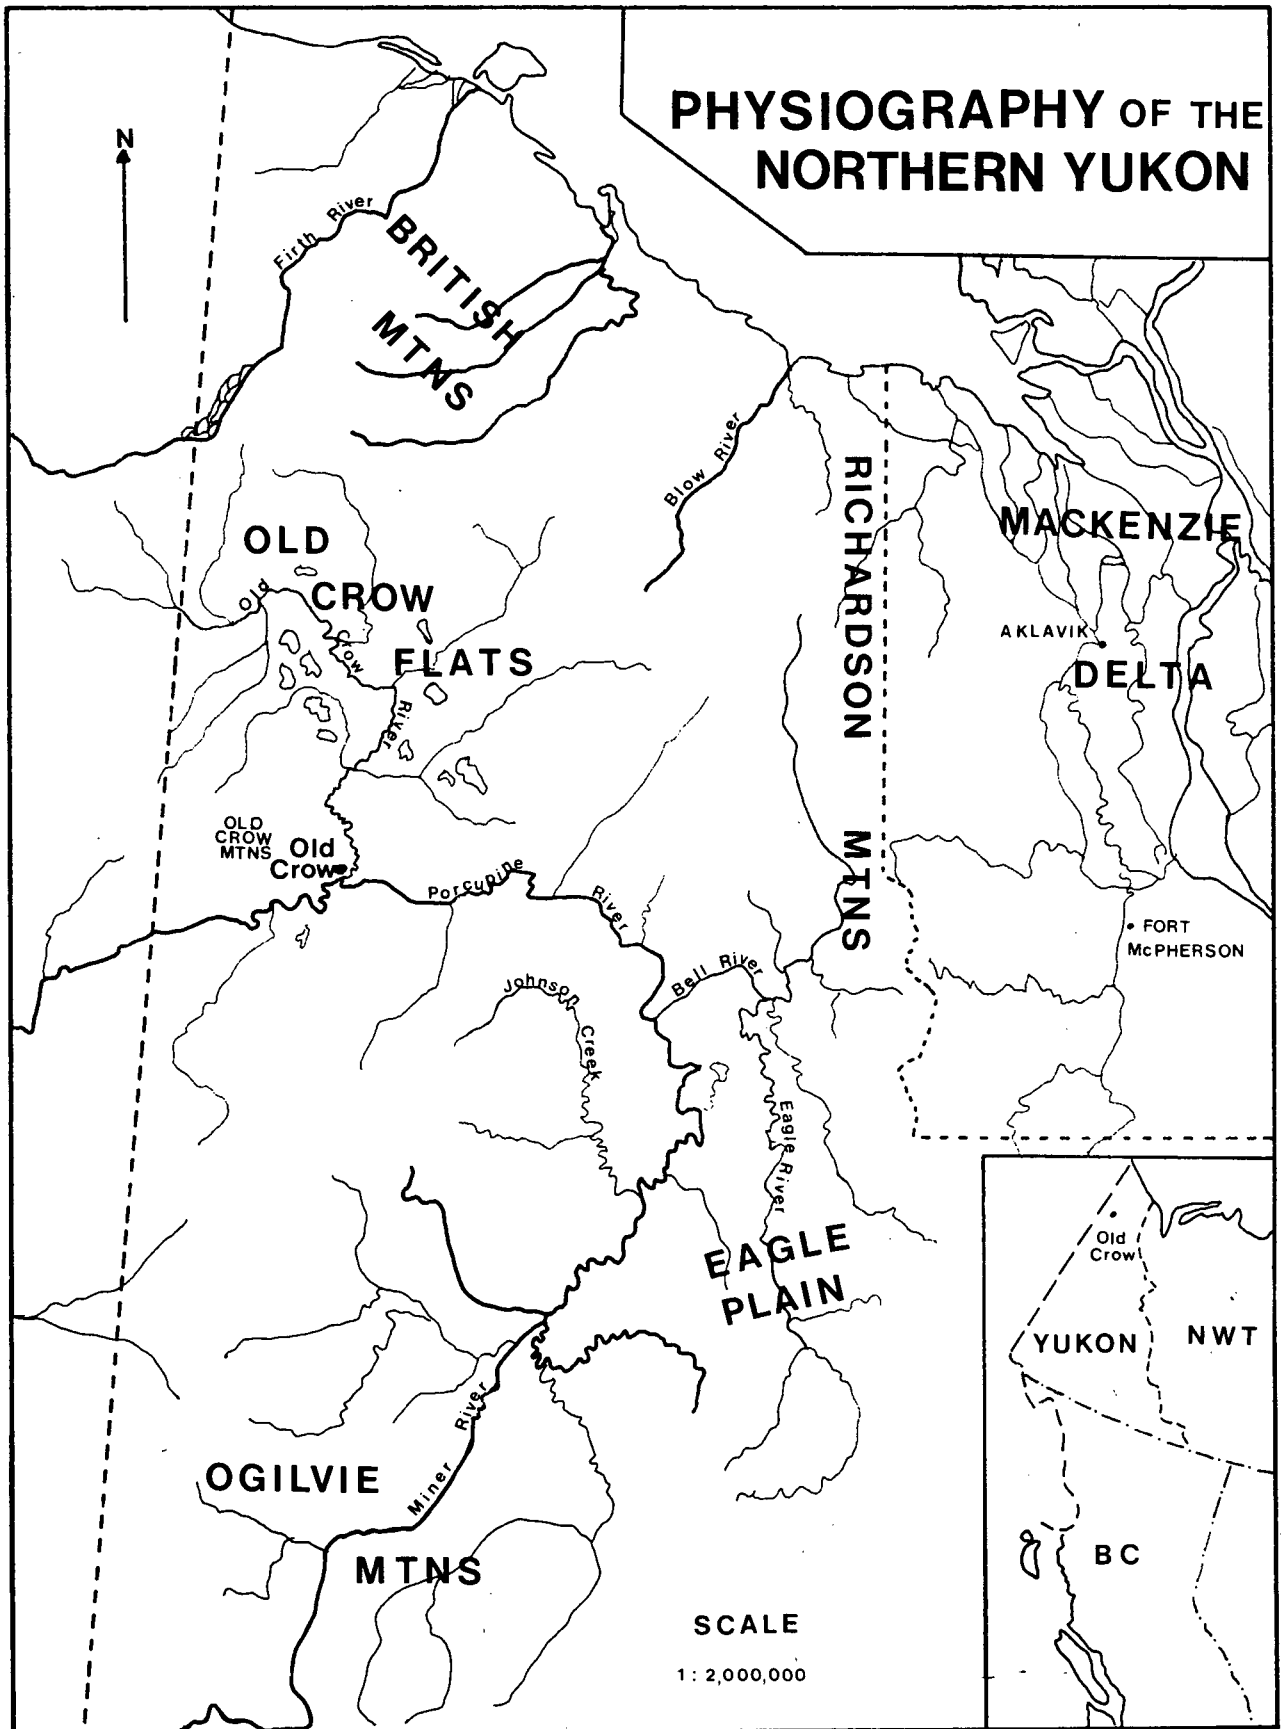 PHYSIOGRAPHY OF THE
NORTHERN YUKON
N
Firth River
BRITISH
MTNS
Blow River
RICHARDSON MTNS
MACKENZIE
DELTA
AKLAVIK
OLD
CROW
FLATS
Old Crow River
OLD
CROW
MTNS
Old
Crow
Porcupine River
FORT
McPHERSON
Bell River
Johnson Creek
Eagle River
EAGLE
PLAIN
Miner River
OGILVIE
MTNS
SCALE
1 : 2,000,000
Old
Crow
YUKON
NWT
BC